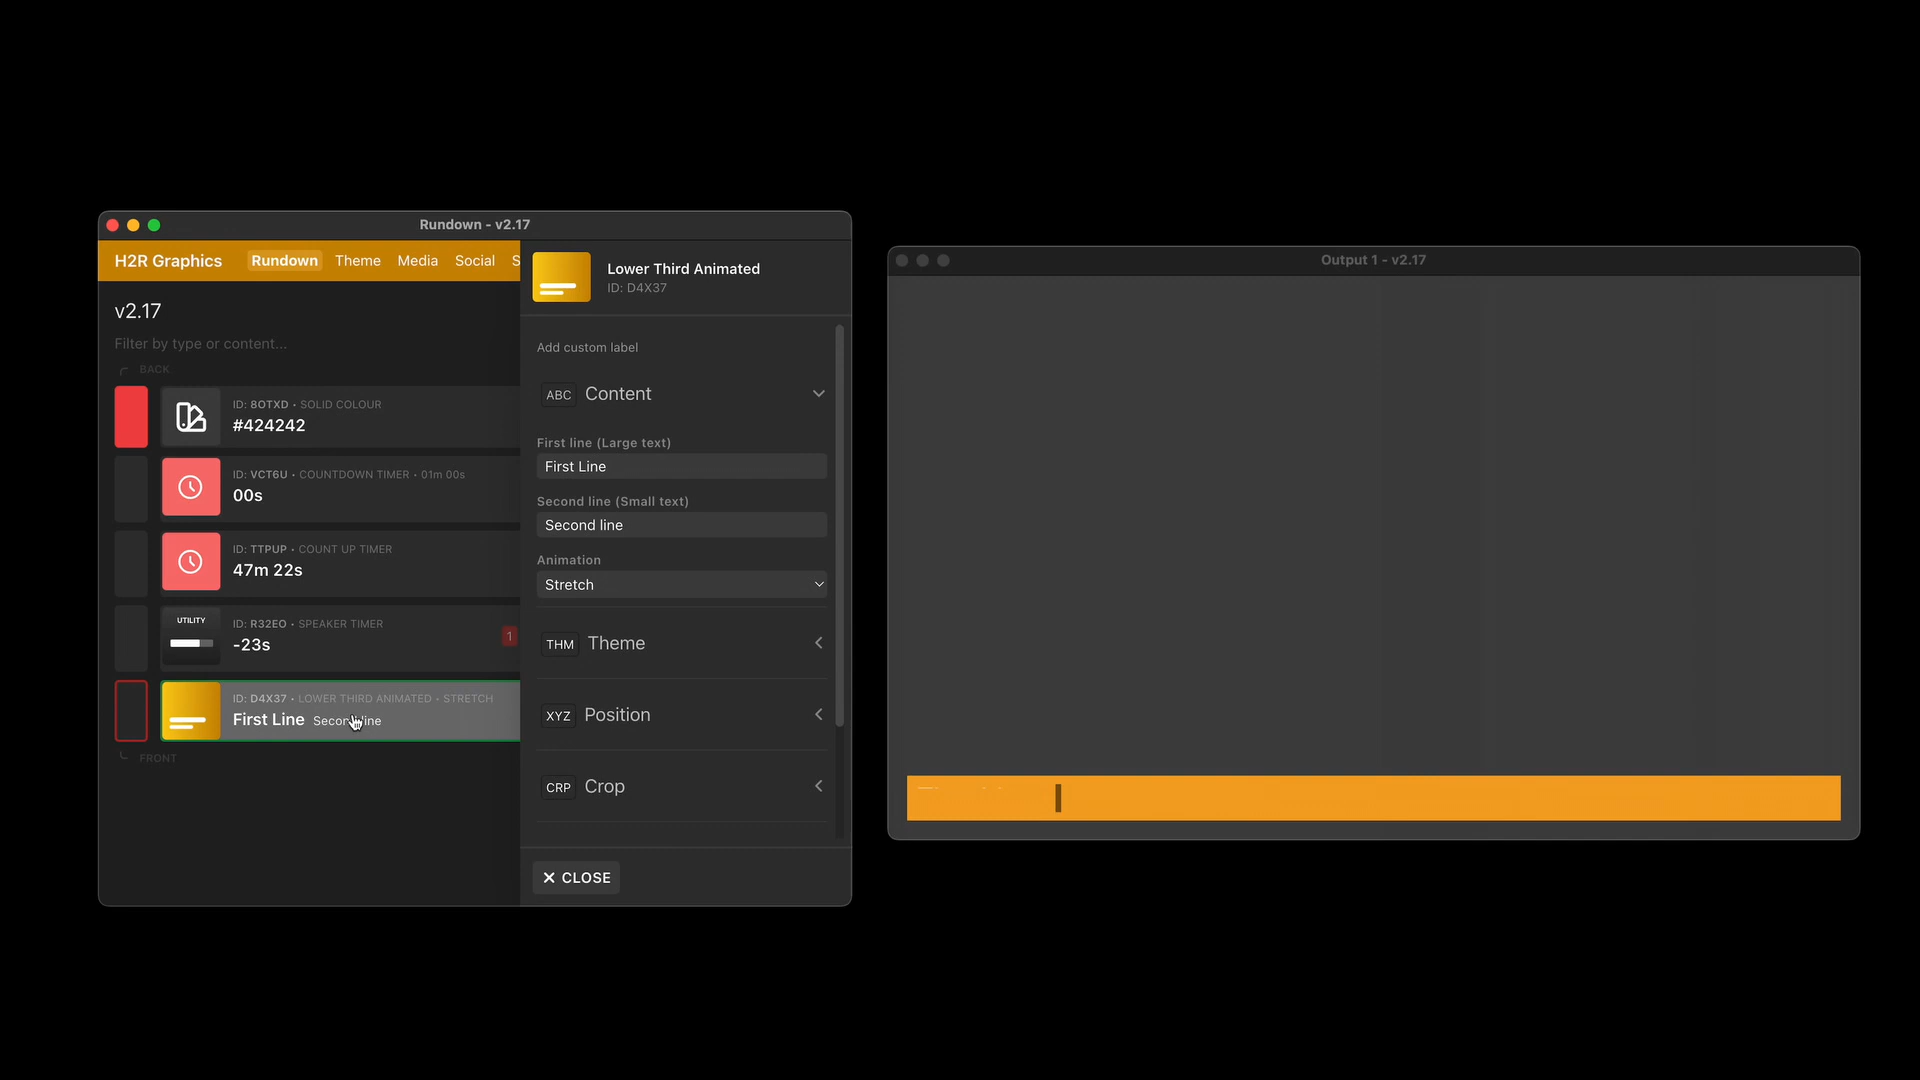 Rundown - v2.17
H2R Graphics Rundown Theme Media Social S
v2.17
Filter by type or content...
BACK
ID: 8OTXD • SOLID COLOUR
#424242
ID: VCT6U • COUNTDOWN TIMER • 01m 00s
00s
ID: TTPUP • COUNT UP TIMER
47m 22s
UTILITY
ID: R32EO • SPEAKER TIMER
-23s
1
ID: D4X37 • LOWER THIRD ANIMATED • STRETCH
First Line Second line
FRONT
Lower Third Animated
ID: D4X37
Add custom label
ABC Content
First line (Large text)
First Line
Second line (Small text)
Second line
Animation
Stretch
THM Theme
XYZ Position
CRP Crop
CLOSE
Output 1 - v2.17